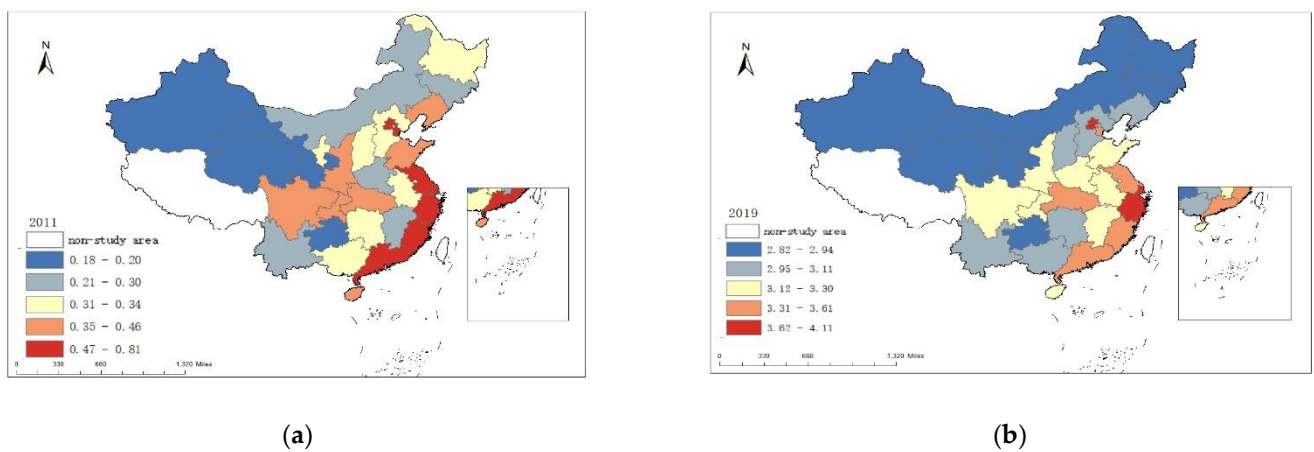 N
2011
non-study area
0.18 - 0.20
0.21 - 0.30
0.31 - 0.34
0.35 - 0.46
0.47 - 0.81
0 330 660 1,320 Miles
(a)
N
2019
non-study area
2.82 - 2.94
2.95 - 3.11
3.12 - 3.30
3.31 - 3.61
3.62 - 4.11
0 330 660 1,320 Miles
(b)